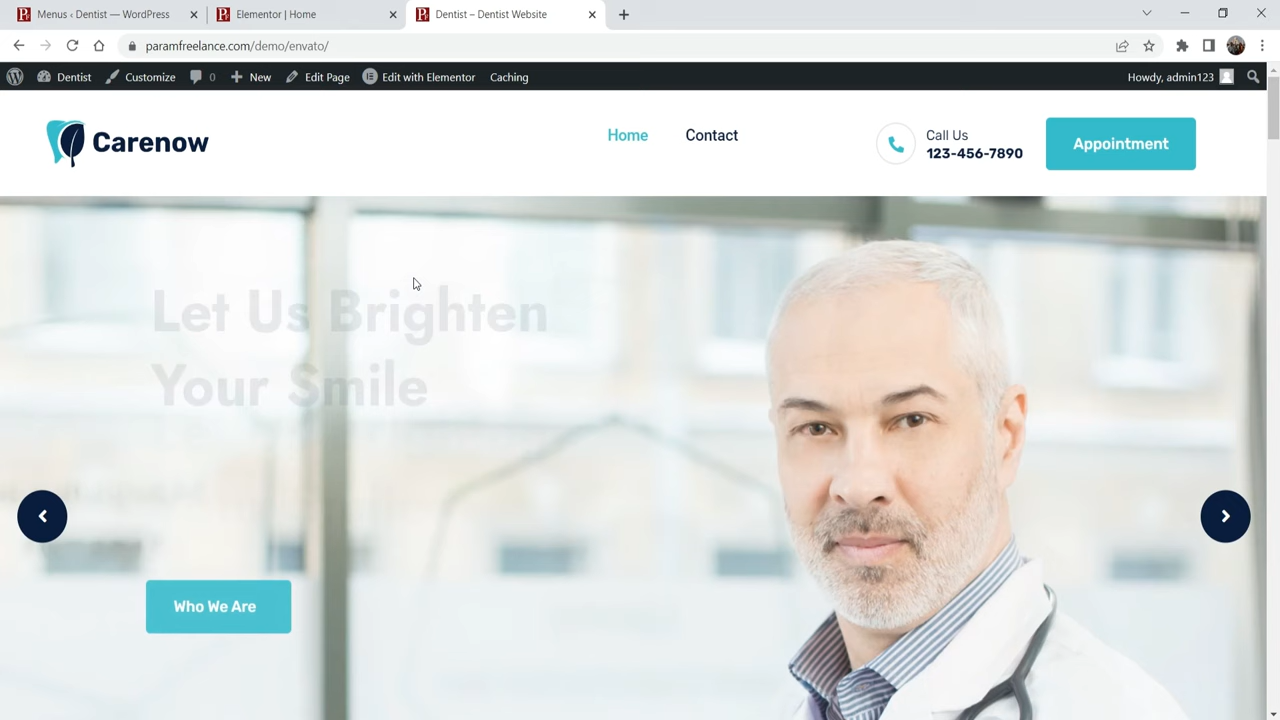 Menus ‹ Dentist — WordPress
Elementor | Home
Dentist – Dentist Website
paramfreelance.com/demo/envato/
Dentist
Customize
0
New
Edit Page
Edit with Elementor
Caching
Howdy, admin123
Carenow
Home
Contact
Call Us
123-456-7890
Appointment
Let Us Brighten
Your Smile
Who We Are